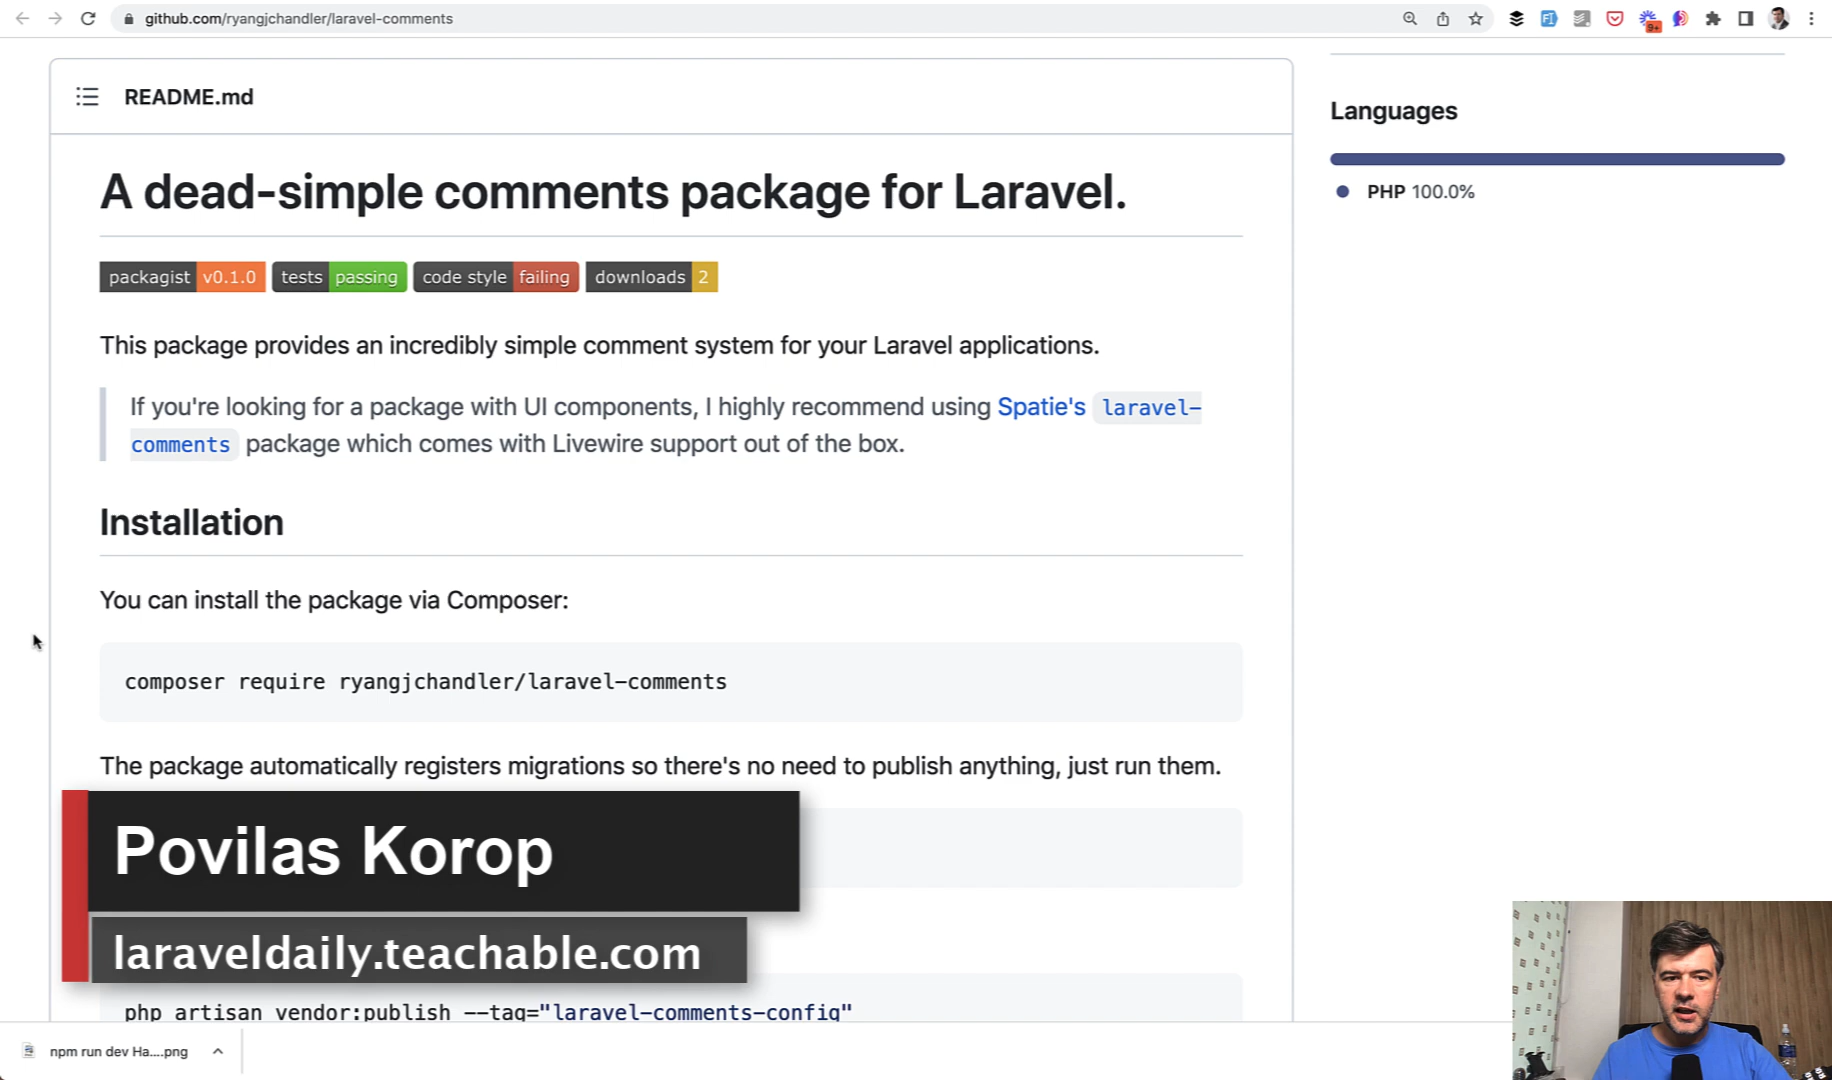 github.com/ryangjchandler/laravel-comments
9+
README.md
Languages
PHP 100.0%
A dead-simple comments package for Laravel.
packagist v0.1.0 tests passing code style failing downloads 2
This package provides an incredibly simple comment system for your Laravel applications.
If you're looking for a package with UI components, I highly recommend using Spatie's laravel-
comments package which comes with Livewire support out of the box.
Installation
You can install the package via Composer:
composer require ryangjchandler/laravel-comments
The package automatically registers migrations so there's no need to publish anything, just run them.
Povilas Korop
laraveldaily.teachable.com
php artisan vendor:publish --tag="laravel-comments-config"
npm run dev Ha....png